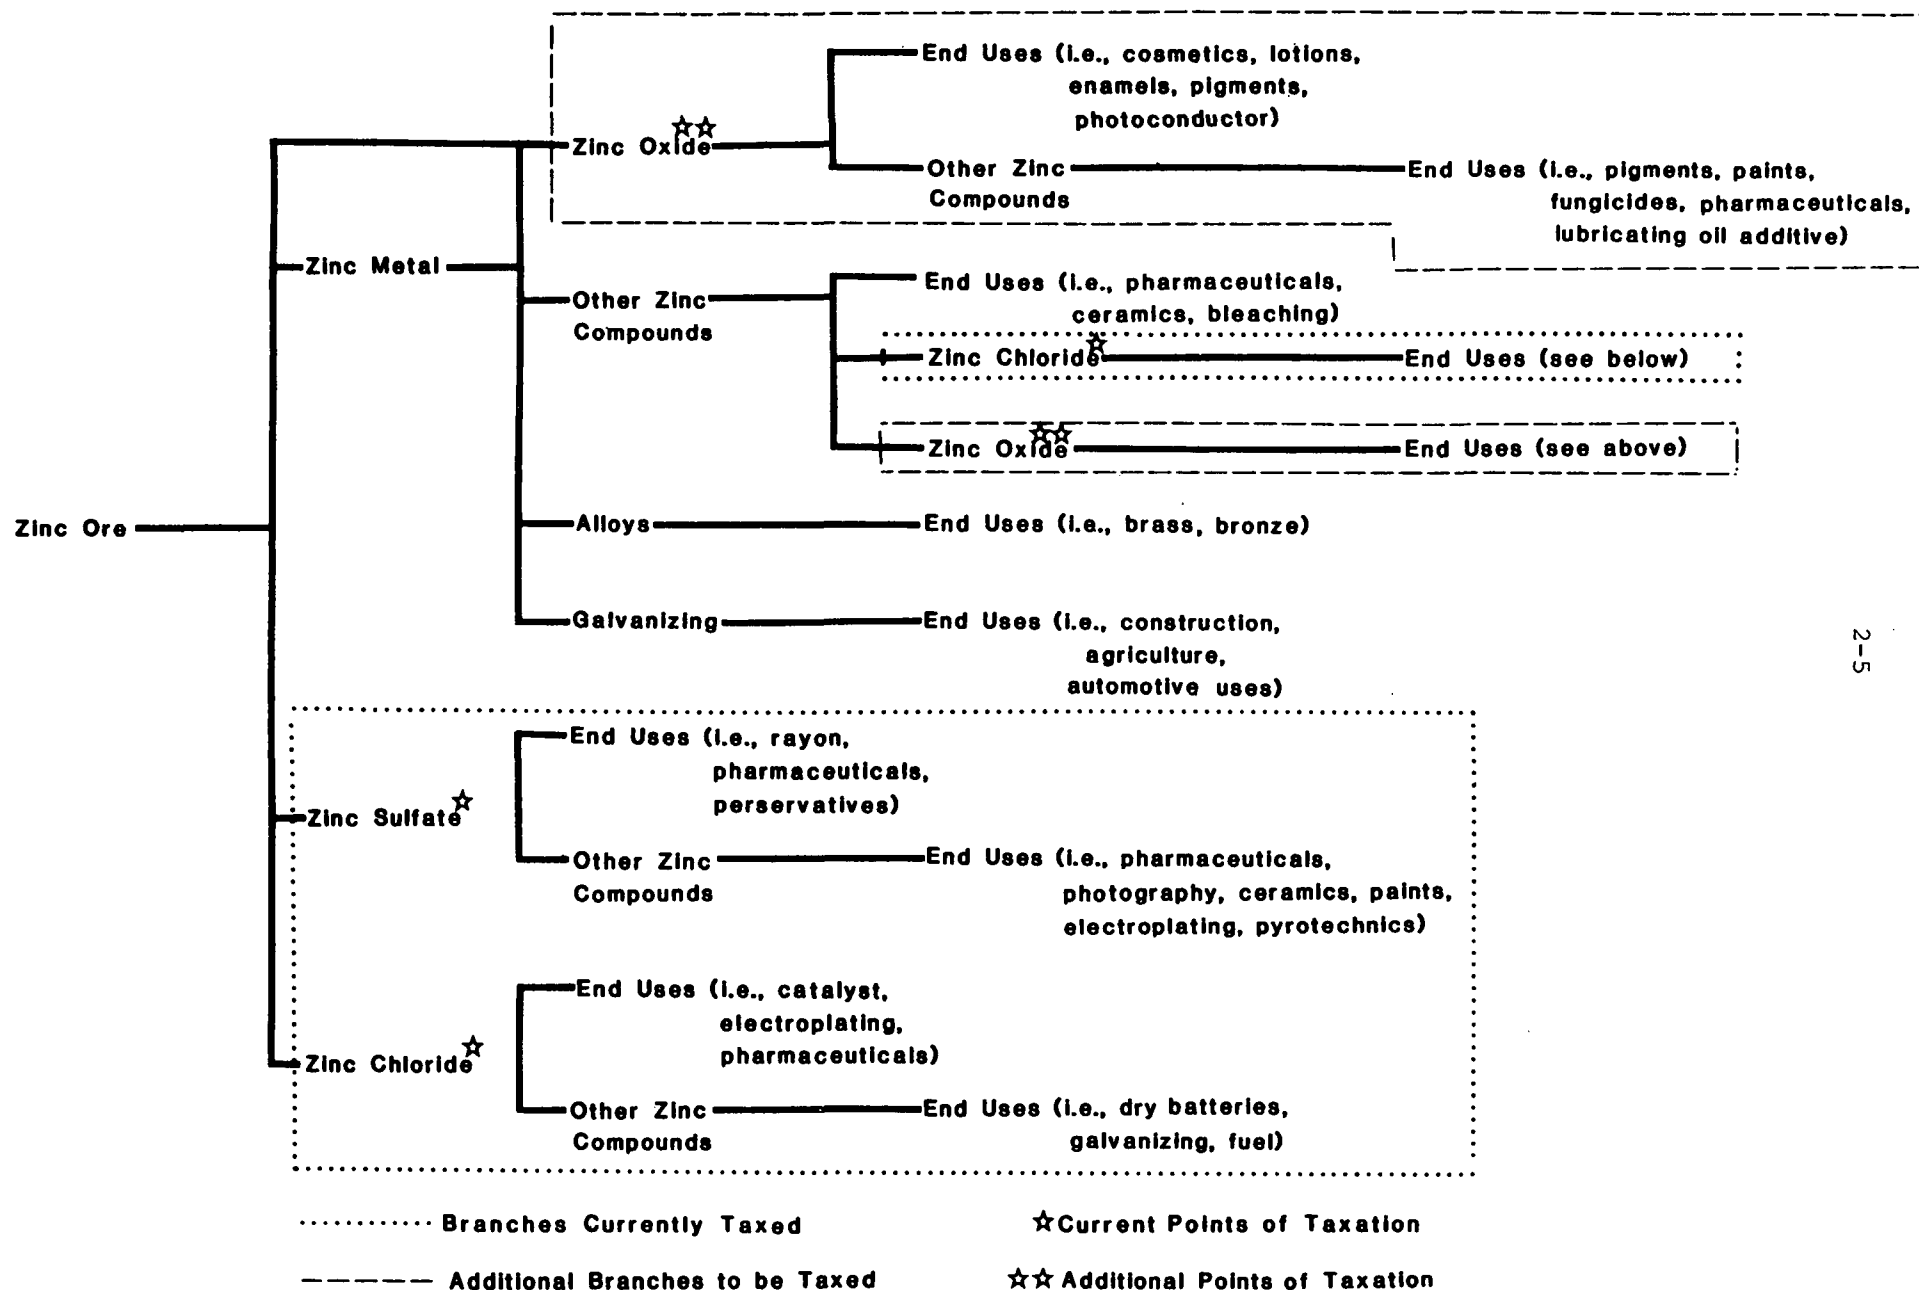 End Uses (i.e., cosmetics, lotions,
enamels, pigments,
photoconductor)
Zinc Oxide☆☆
Other Zinc
Compounds
End Uses (i.e., pigments, paints,
fungicides, pharmaceuticals,
lubricating oil additive)
Zinc Metal
Other Zinc
Compounds
End Uses (i.e., pharmaceuticals,
ceramics, bleaching)
Zinc Chloride☆
End Uses (see below)
Zinc Oxide☆☆
End Uses (see above)
Zinc Ore
Alloys
End Uses (i.e., brass, bronze)
Galvanizing
End Uses (i.e., construction,
agriculture,
automotive uses)
2-5
End Uses (i.e., rayon,
pharmaceuticals,
perservatives)
Zinc Sulfate☆
Other Zinc
Compounds
End Uses (i.e., pharmaceuticals,
photography, ceramics, paints,
electroplating, pyrotechnics)
End Uses (i.e., catalyst,
electroplating,
pharmaceuticals)
Zinc Chloride☆
Other Zinc
Compounds
End Uses (i.e., dry batteries,
galvanizing, fuel)
Branches Currently Taxed
☆Current Points of Taxation
Additional Branches to be Taxed
☆☆Additional Points of Taxation